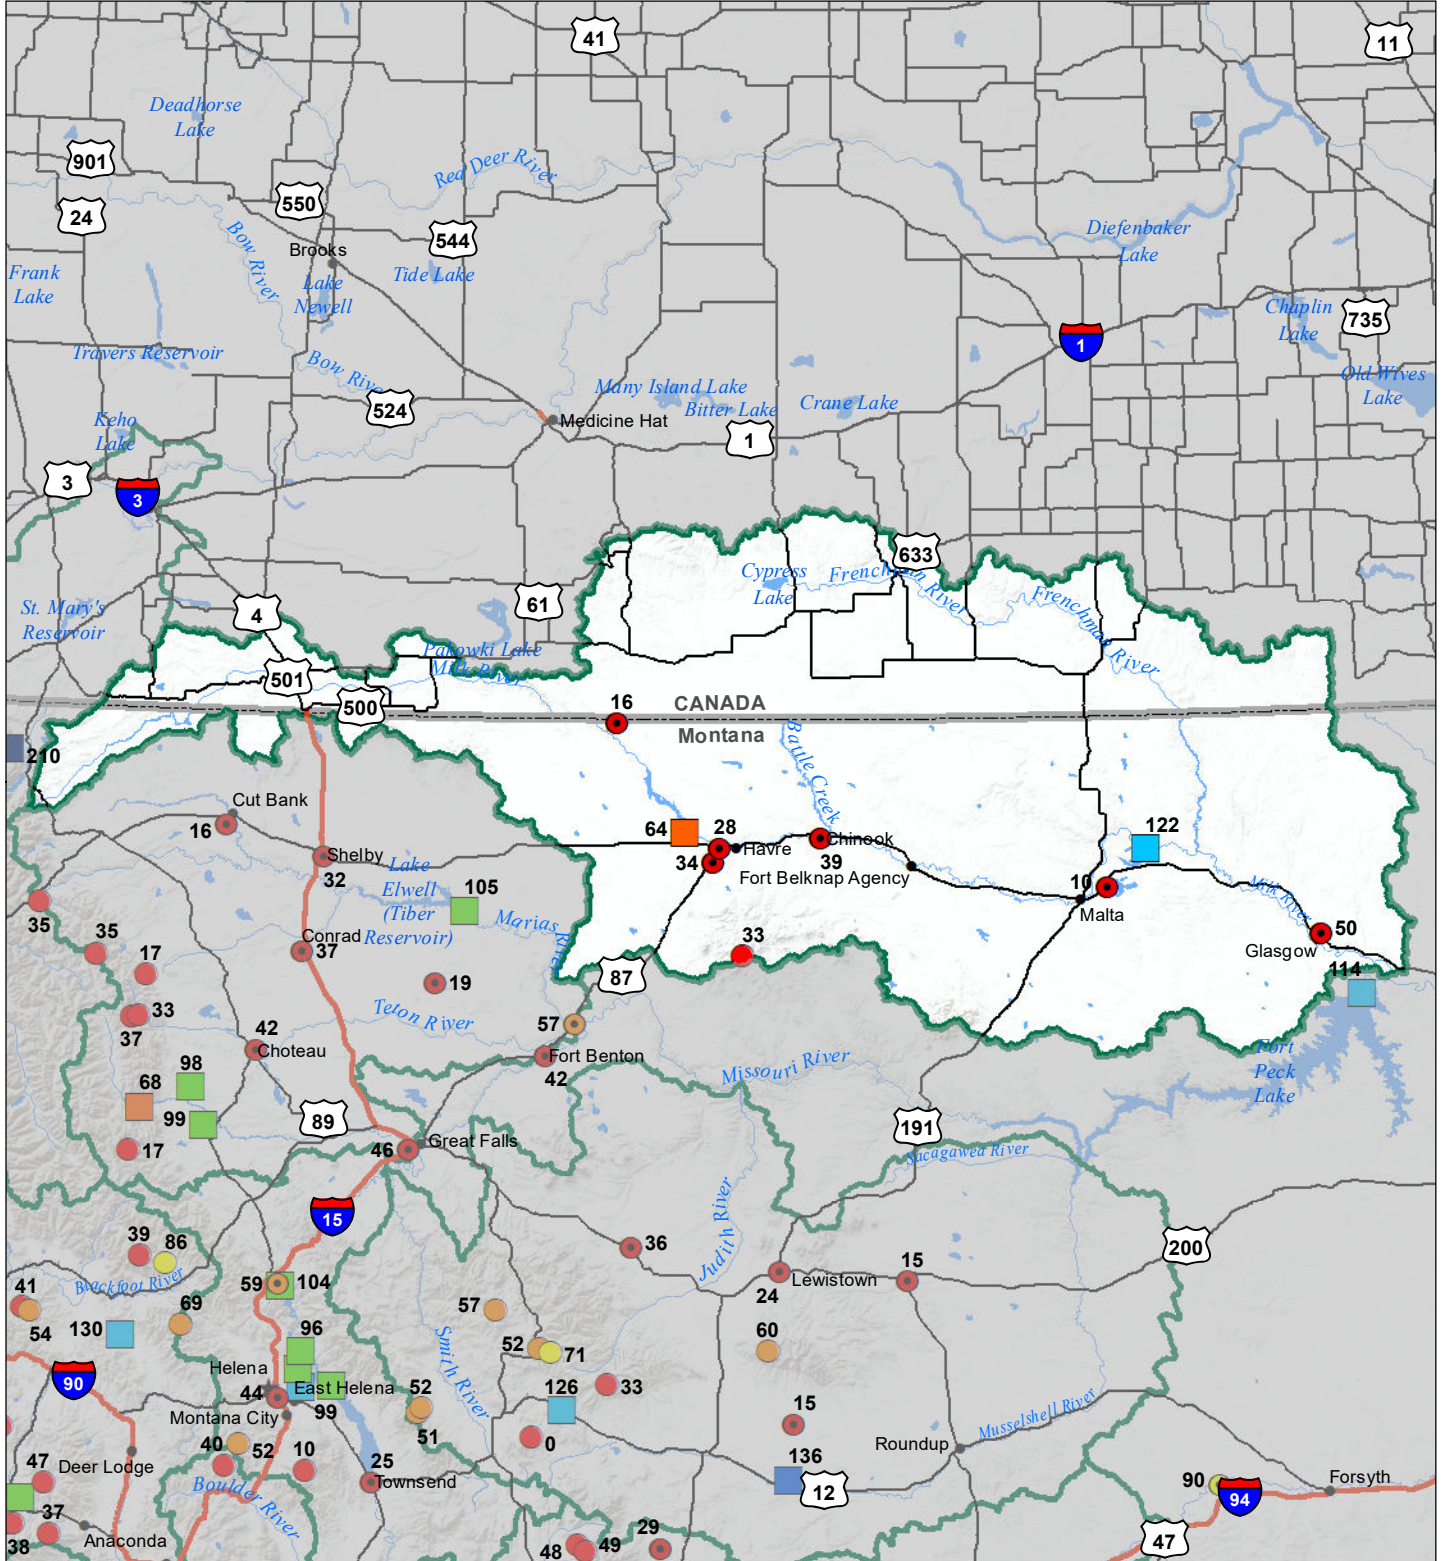 41
11
Deadhorse
Lake
901
Red Deer River
550
24
Bow River
544
Diefenbaker
Lake
Brooks
Frank
Lake
Tide Lake
Lake
Newell
Chaplin
Lake
735
1
Travers Reservoir
Bow River
Many Island Lake
Old Wives
Lake
524
Bitter Lake
Crane Lake
Keho
Lake
Medicine Hat
1
3
3
633
Cypress
Lake
Frenchman River
Frenchman River
61
4
St. Mary's
Reservoir
Pakowki Lake
Milk River
501
500
16
CANADA
Montana
Battle Creek
210
Cut Bank
16
64
28
Havre
Chinook
39
122
34
Fort Belknap Agency
Shelby
32
Lake
Elwell
(Tiber
Reservoir)
105
Marias River
10
Malta
Milk River
35
35
17
Conrad
37
33
50
Glasgow
114
87
19
33
37
Teton River
57
42
Choteau
Fort Benton
42
Missouri River
Fort
Peck
Lake
98
68
99
89
191
17
46
Great Falls
Sacagawea River
15
Judith River
39
86
36
200
Blackfoot River
59
104
Lewistown
24
15
41
54
69
57
130
96
Smith River
52
71
60
90
Helena
44
East Helena
99
52
51
126
33
Montana City
15
Musselshell River
40
52
10
0
Roundup
47
Deer Lodge
25
Townsend
136
12
90
94
Forsyth
Boulder River
37
38
Anaconda
48
49
29
47